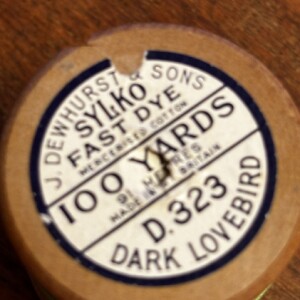 J. DEWHURST & SONS
SYLKO
FAST DYE
MERCERISED COTTON
100 YARDS
91 METRES
MADE IN GT BRITAIN
D.323
DARK LOVEBIRD